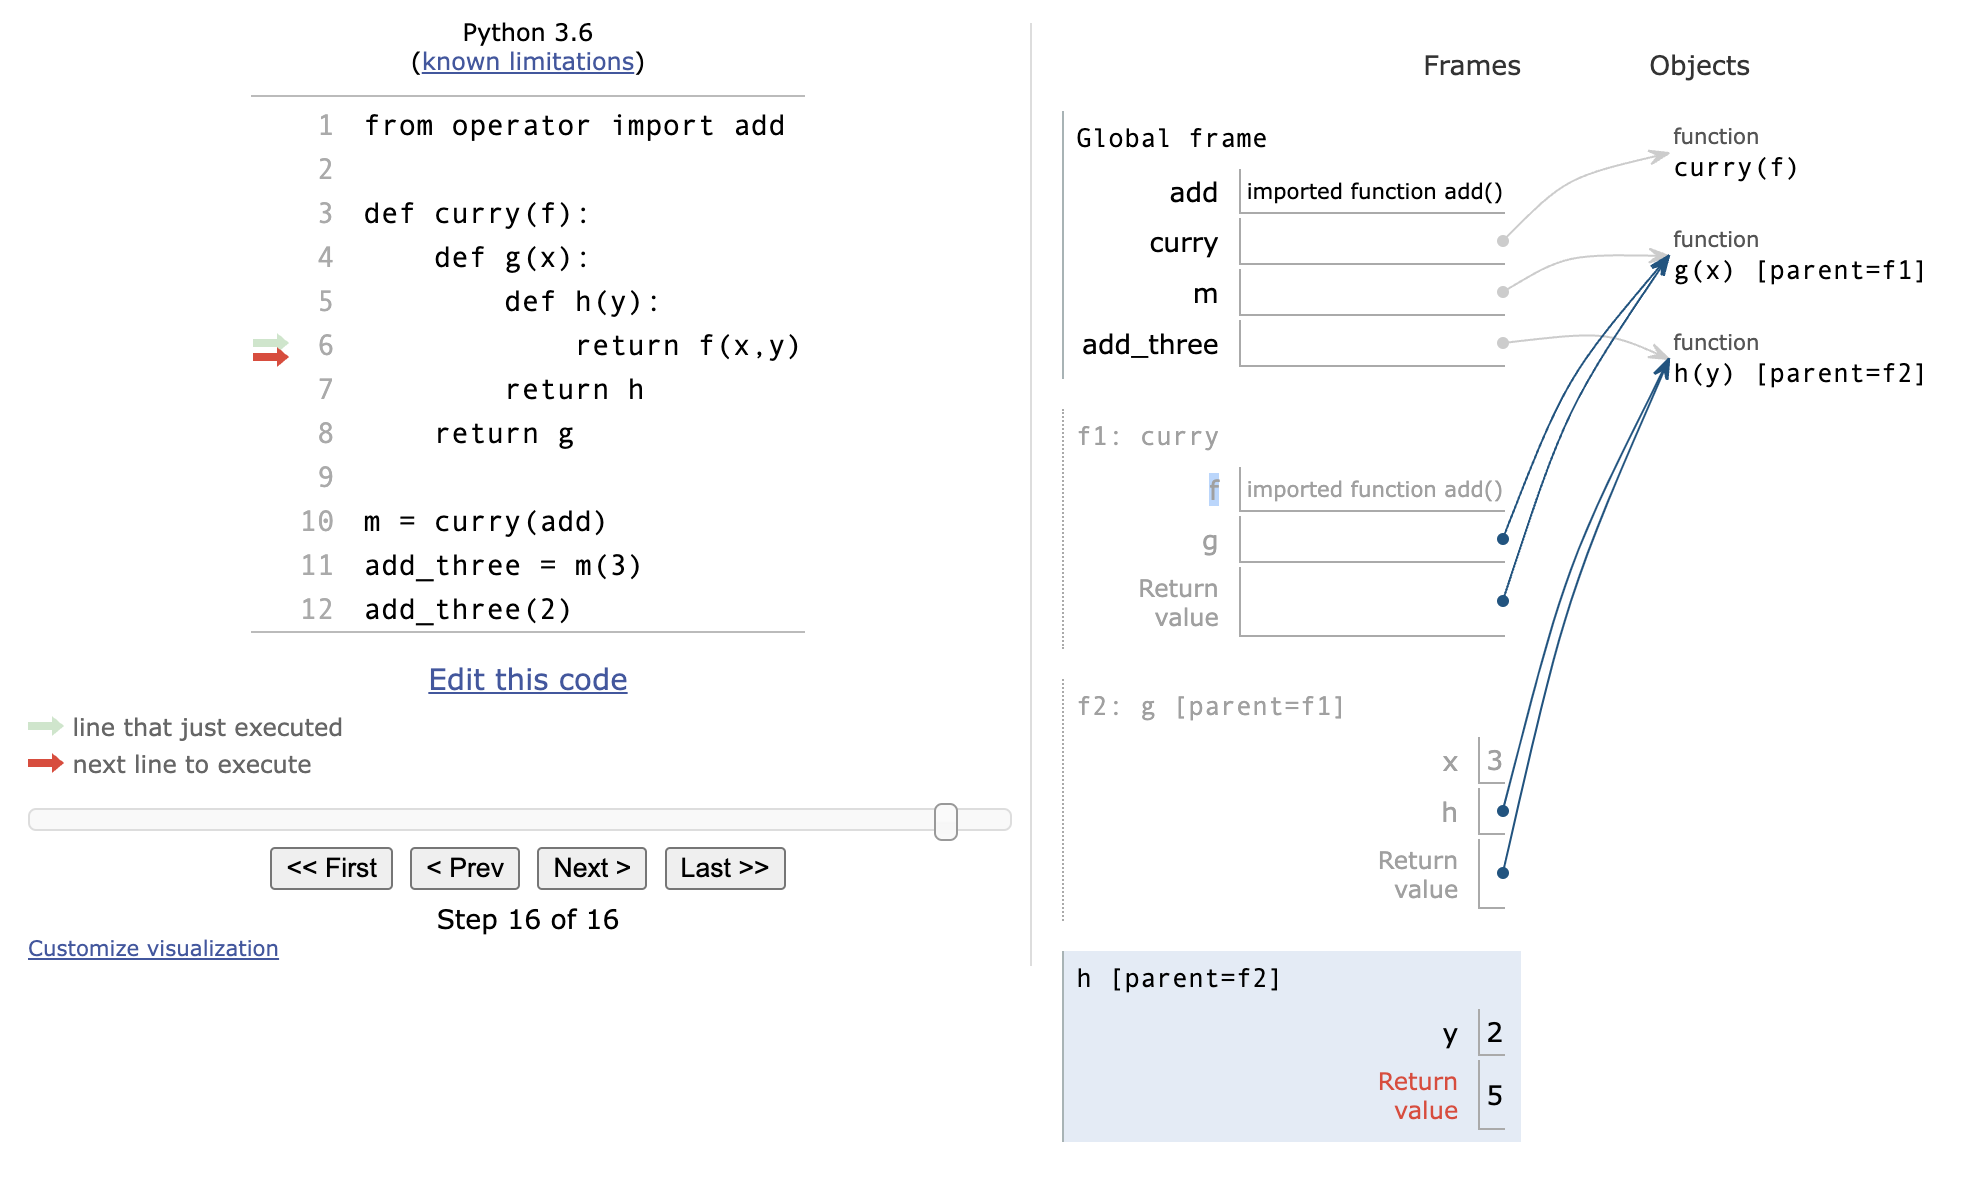 Python 3.6
(known limitations)
1 from operator import add
2
3 def curry(f):
4     def g(x):
5         def h(y):
6             return f(x,y)
7         return h
8     return g
9
10 m = curry(add)
11 add_three = m(3)
12 add_three(2)
Edit this code
line that just executed
next line to execute
<< First < Prev Next > Last >>
Step 16 of 16
Customize visualization
Frames Objects
Global frame
add imported function add()
curry
m
add_three
function
curry(f)
function
g(x) [parent=f1]
function
h(y) [parent=f2]
f1: curry
f imported function add()
g
Return
value
f2: g [parent=f1]
x 3
h
Return
value
h [parent=f2]
y 2
Return
value 5